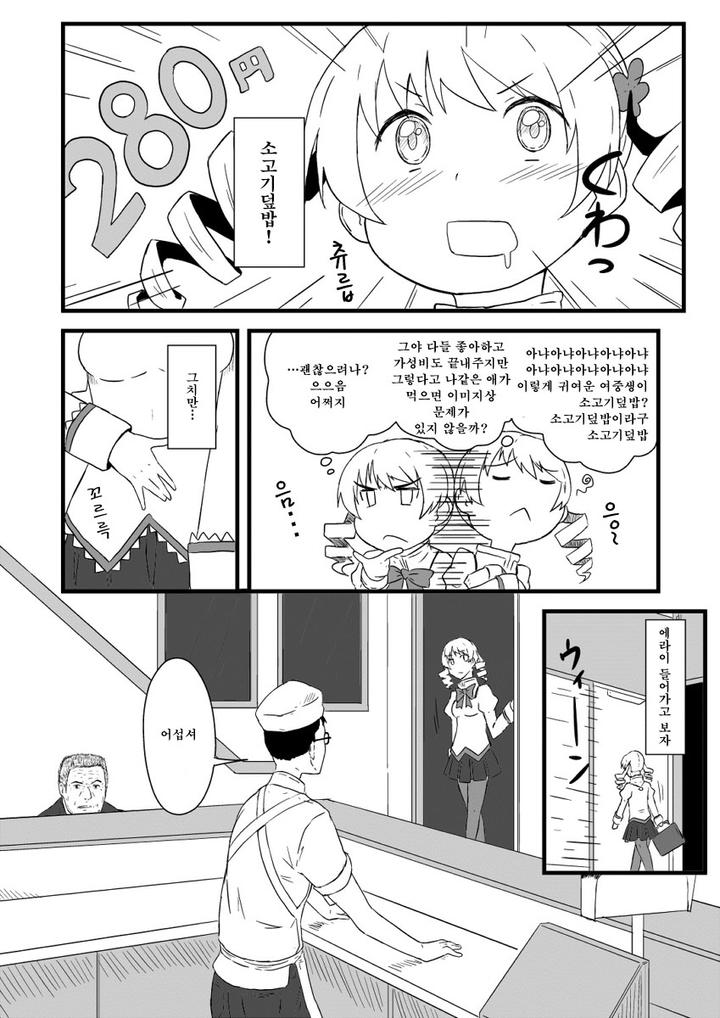 280円
소고기덮밥!
츄릅
くわっ
그치만…
꼬르륵
…괜찮으려나?
으으음
어쩌지
그야 다들 좋아하고
가성비도 끝내주지만
그렇다고 나같은 애가
먹으면 이미지상
문제가
있지 않을까?
아냐아냐아냐아냐아냐
아냐아냐아냐아냐아냐
이렇게 귀여운 여중생이
소고기덮밥?
소고기덮밥이라구
소고기덮밥
음…
응~
에라이 들어가고 보자
ウィーン
어섭셔